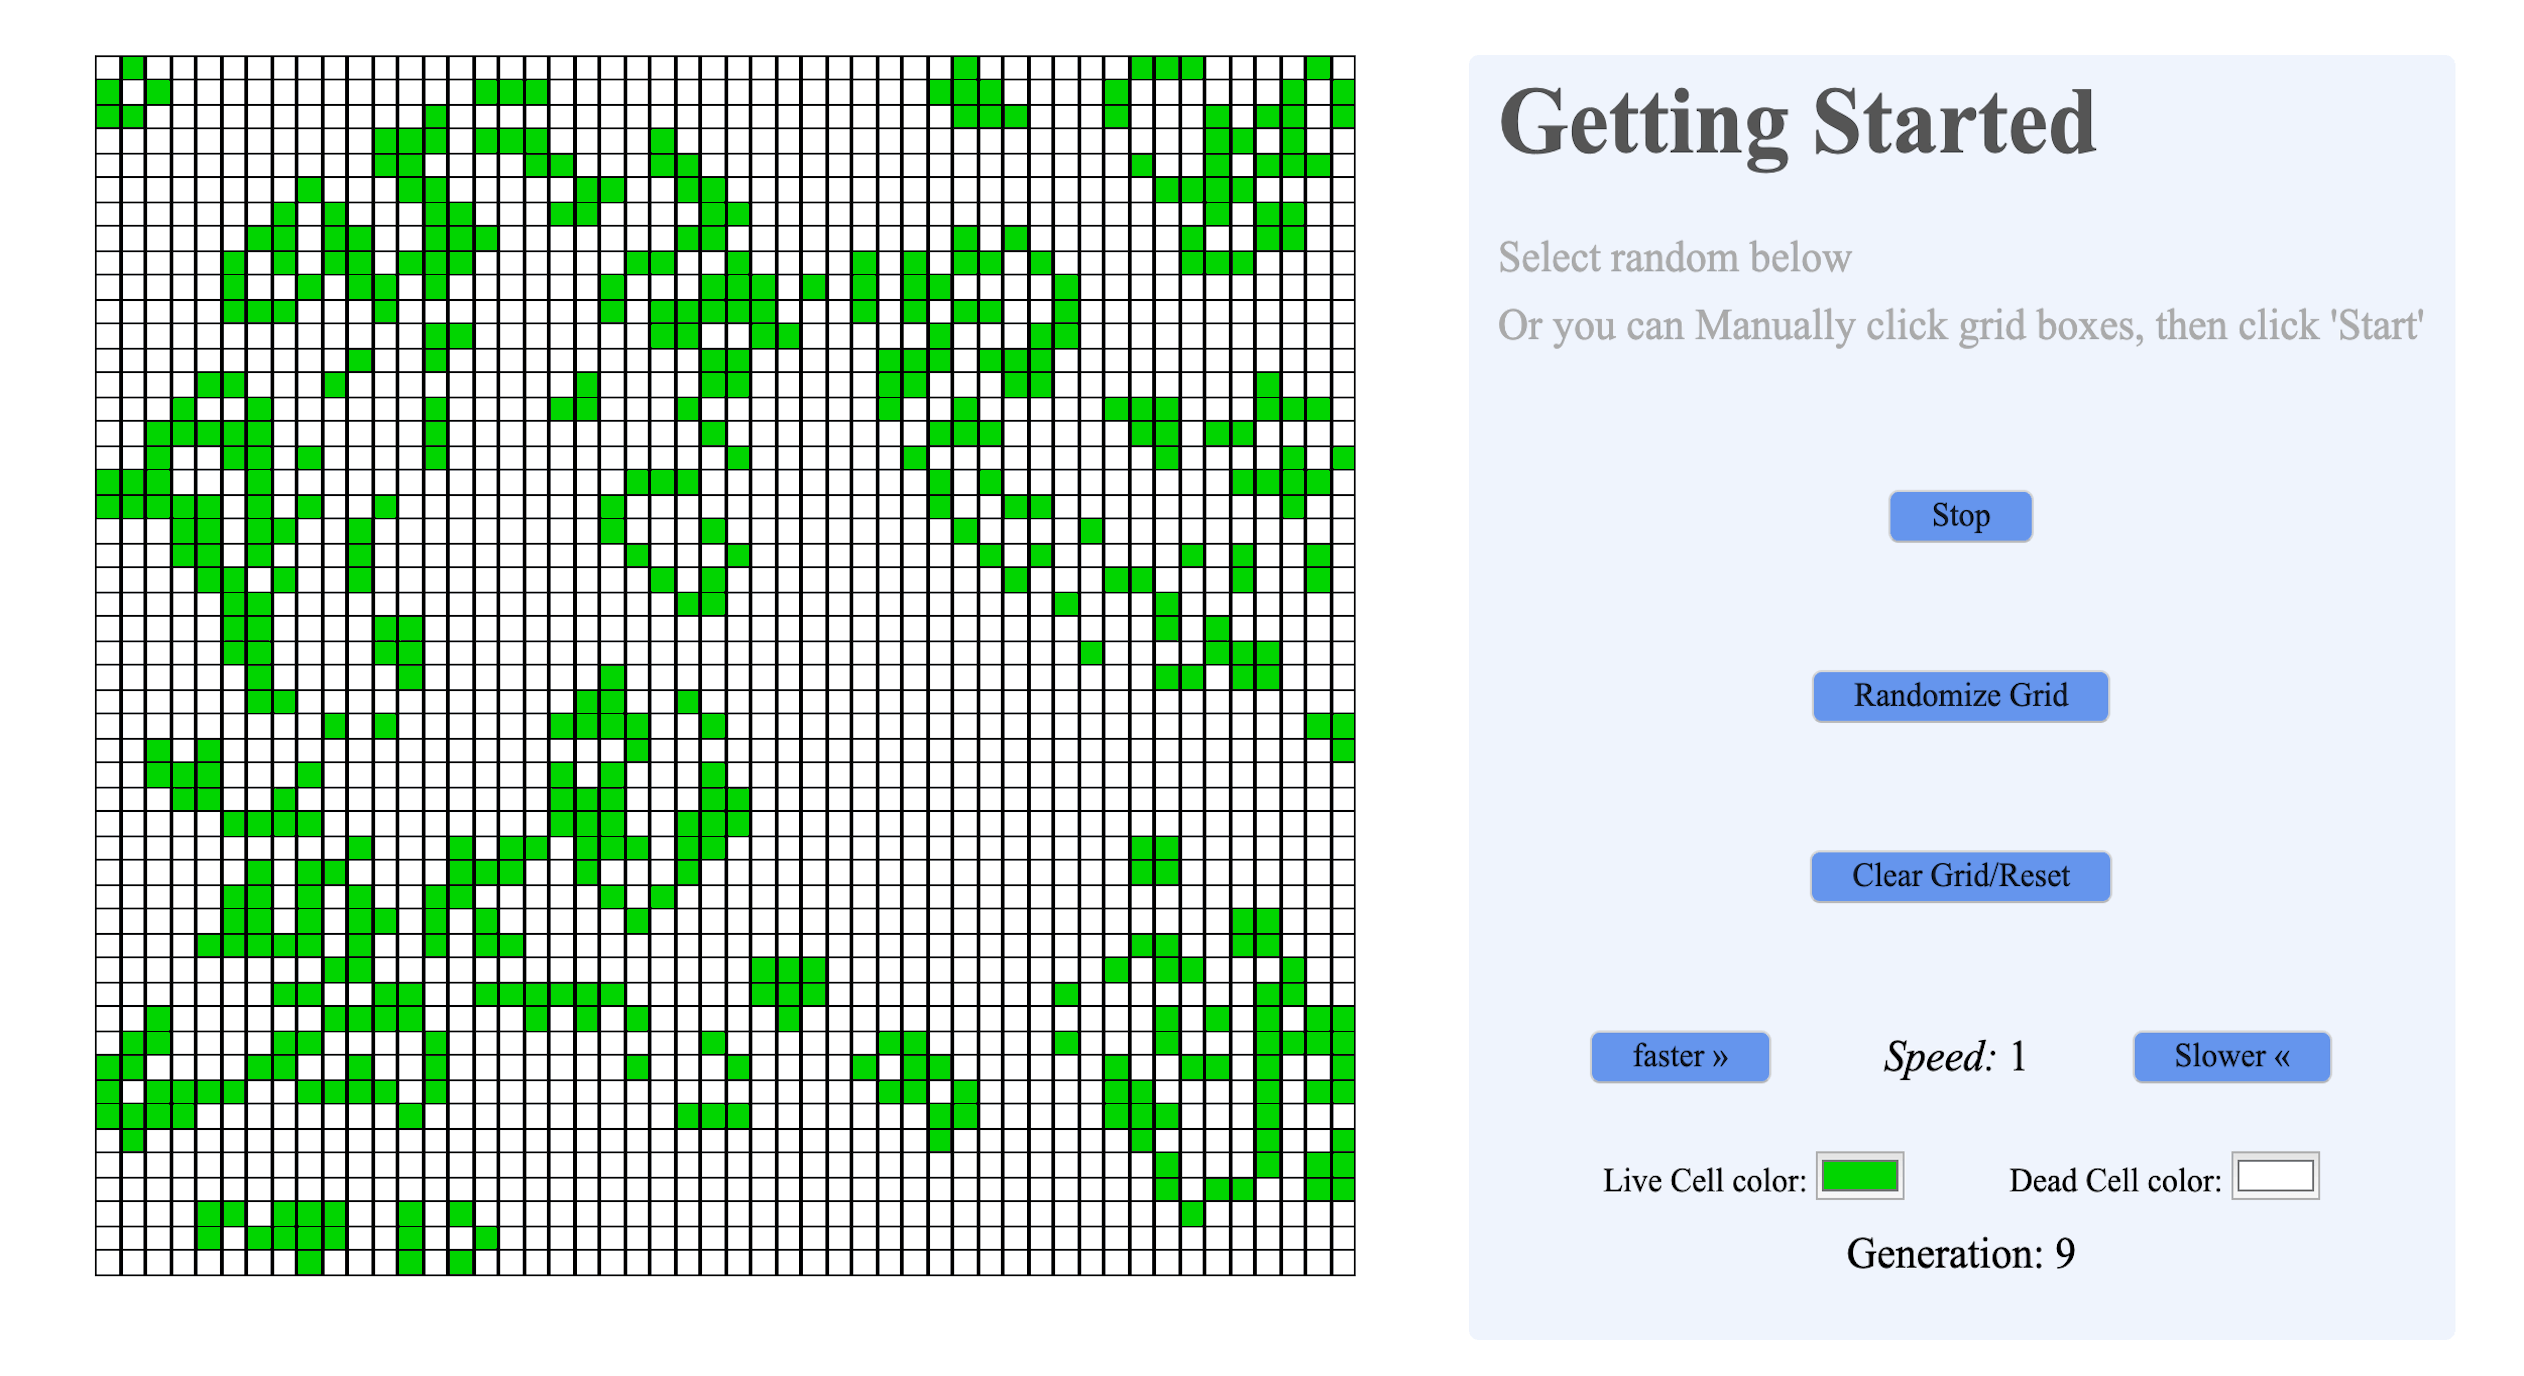 Getting Started
Select random below
Or you can Manually click grid boxes, then click 'Start'
Stop
Randomize Grid
Clear Grid/Reset
faster » Speed: 1 Slower «
Live Cell color: Dead Cell color:
Generation: 9